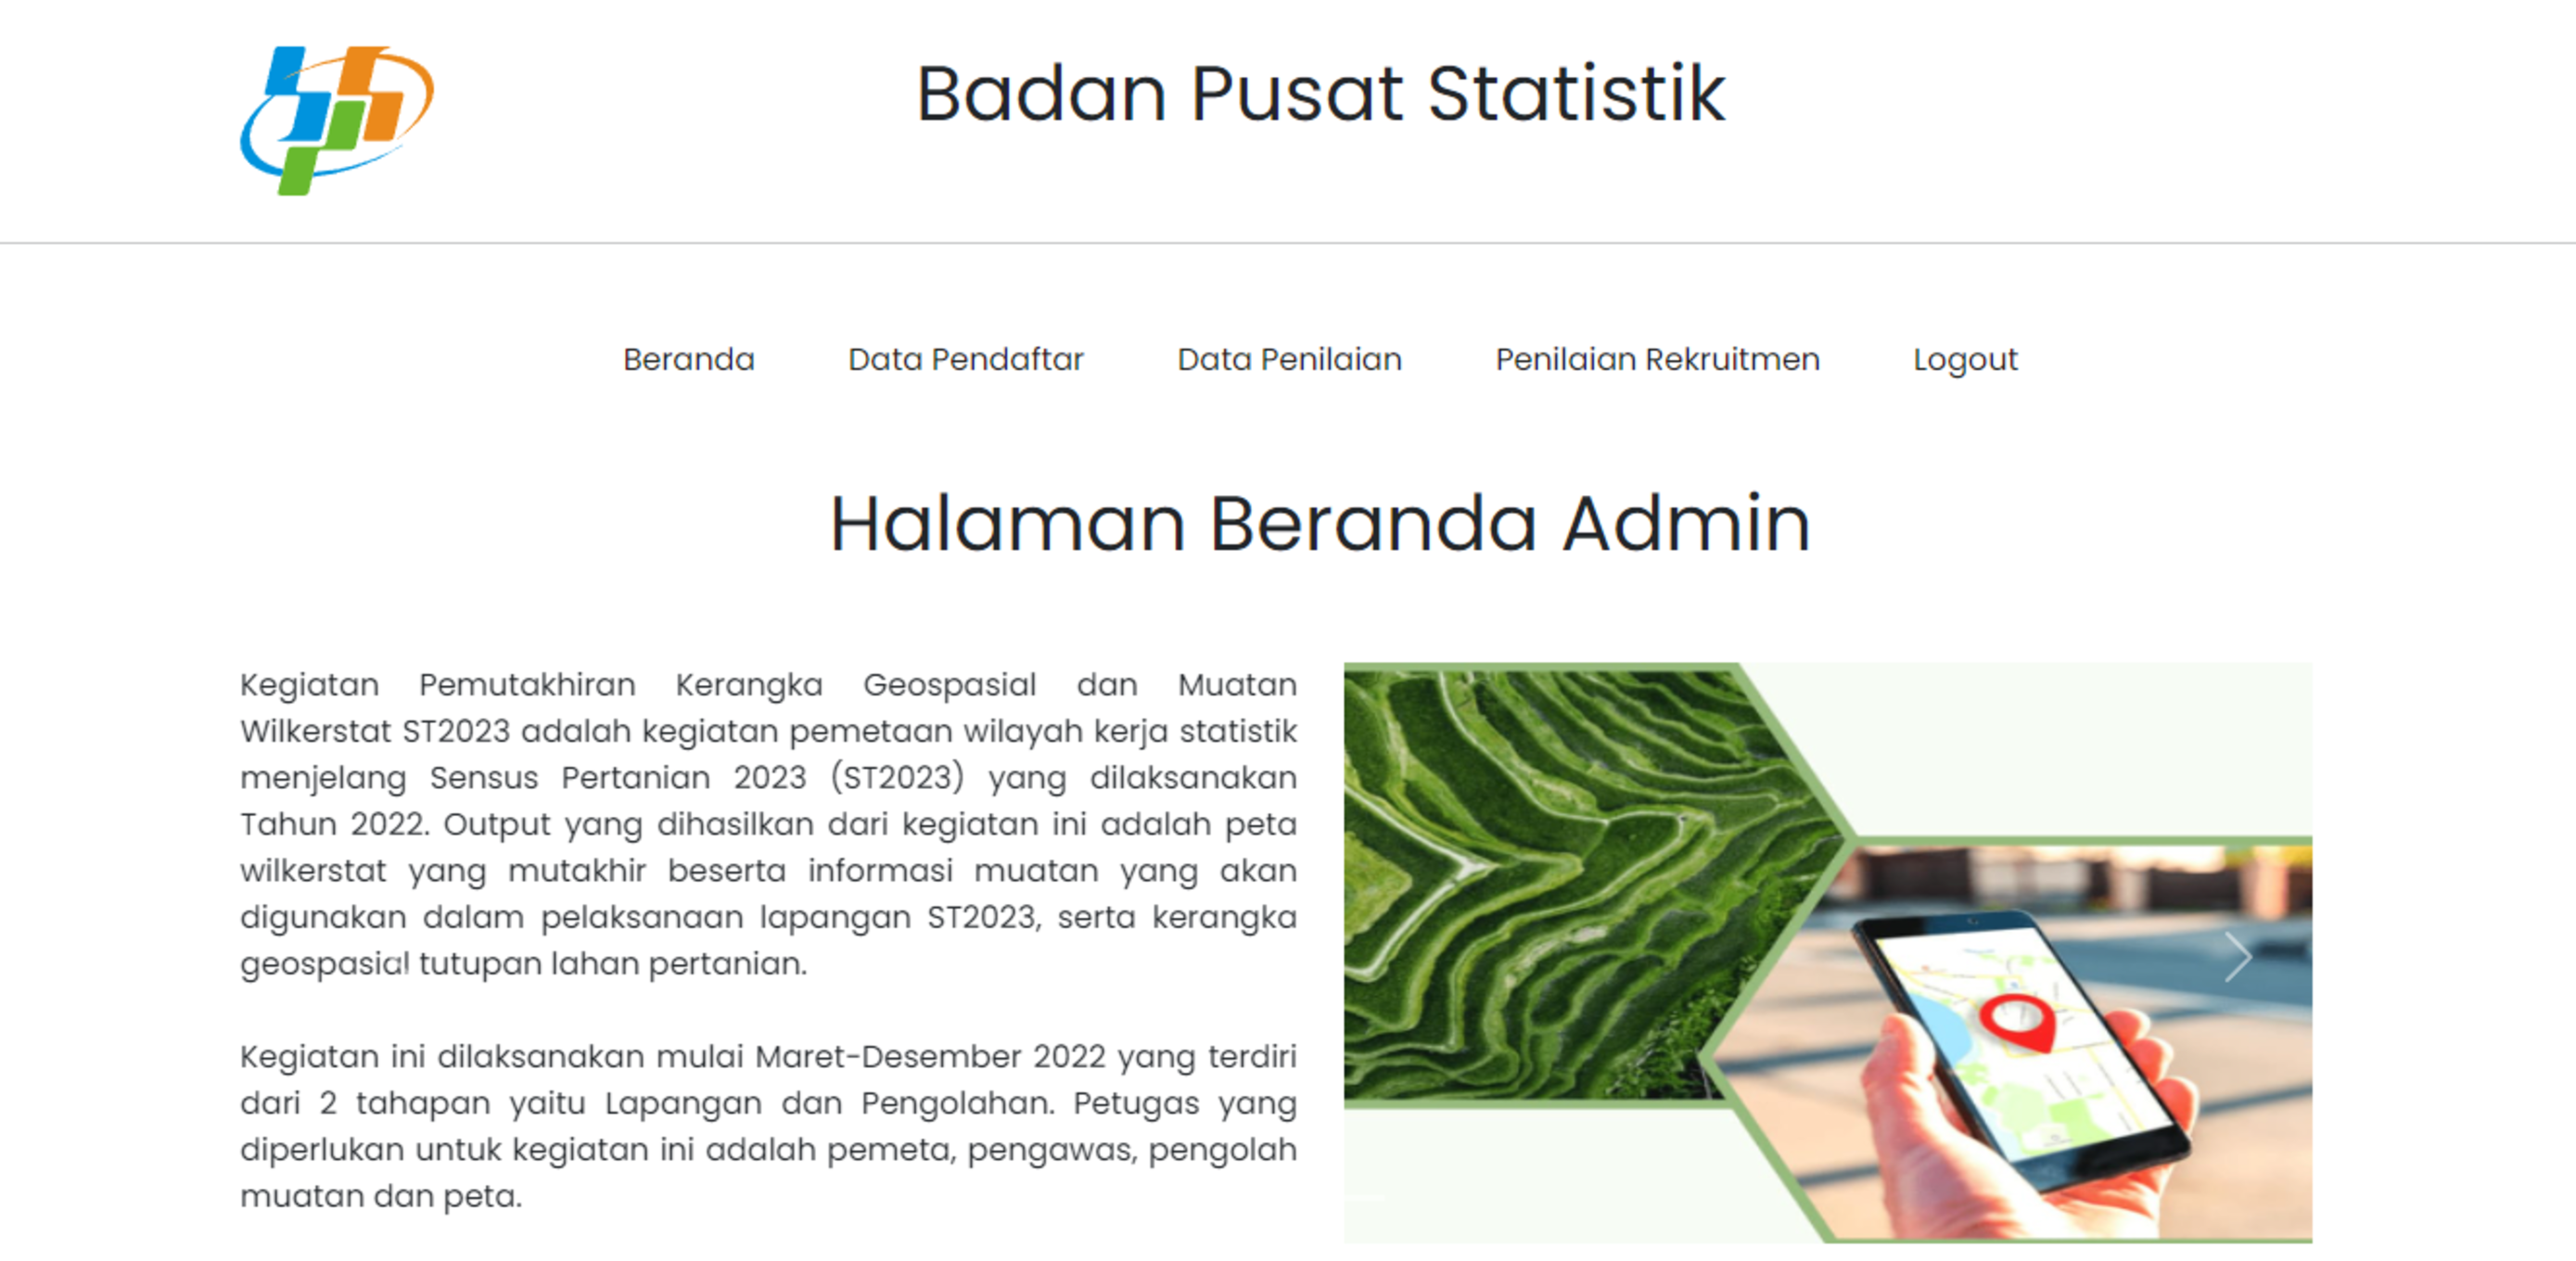 Badan Pusat Statistik
Beranda
Data Pendaftar
Data Penilaian
Penilaian Rekruitmen
Logout
Halaman Beranda Admin
Kegiatan Pemutakhiran Kerangka Geospasial dan Muatan
Wilkerstat ST2023 adalah kegiatan pemetaan wilayah kerja statistik
menjelang Sensus Pertanian 2023 (ST2023) yang dilaksanakan
Tahun 2022. Output yang dihasilkan dari kegiatan ini adalah peta
wilkerstat yang mutakhir beserta informasi muatan yang akan
digunakan dalam pelaksanaan lapangan ST2023, serta kerangka
geospasial tutupan lahan pertanian.
Kegiatan ini dilaksanakan mulai Maret-Desember 2022 yang terdiri
dari 2 tahapan yaitu Lapangan dan Pengolahan. Petugas yang
diperlukan untuk kegiatan ini adalah pemeta, pengawas, pengolah
muatan dan peta.